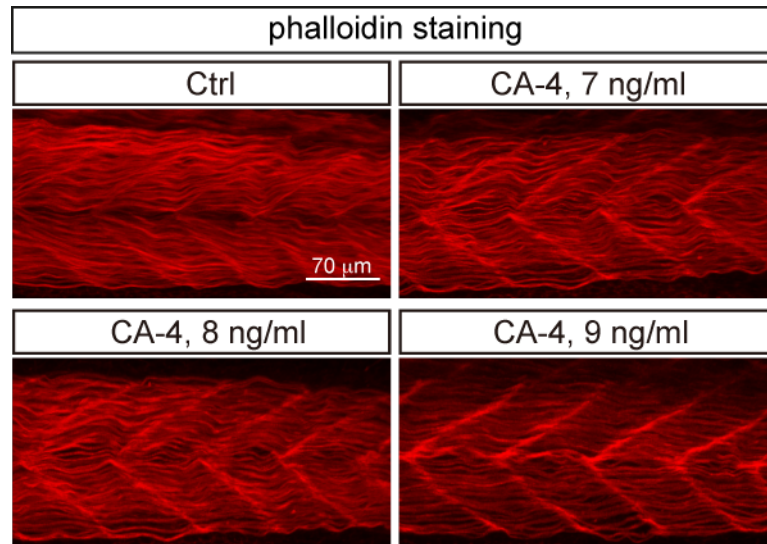 phalloidin staining
Ctrl
CA-4, 7 ng/ml
70 μm
CA-4, 8 ng/ml
CA-4, 9 ng/ml